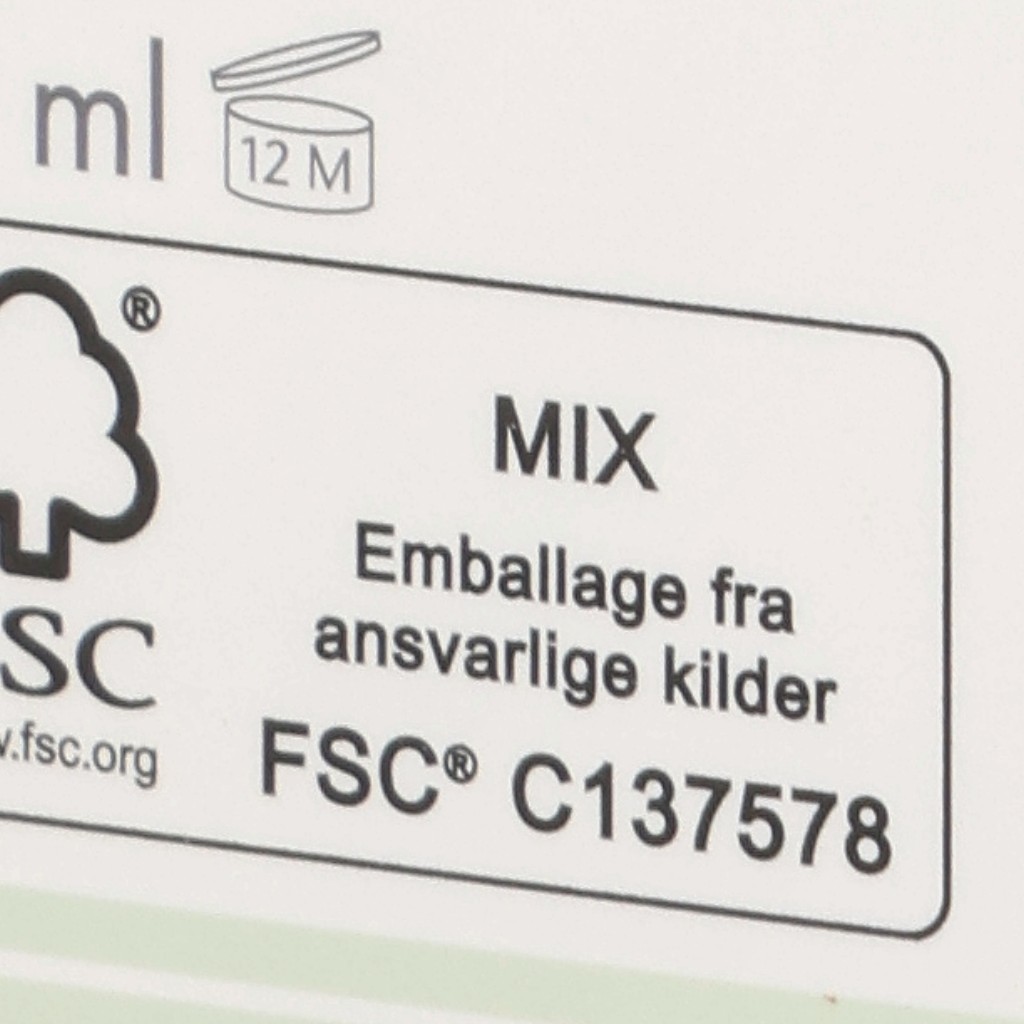 ml
12 M
®
MIX
Emballage fra
ansvarlige kilder
SC
.fsc.org
FSC® C137578